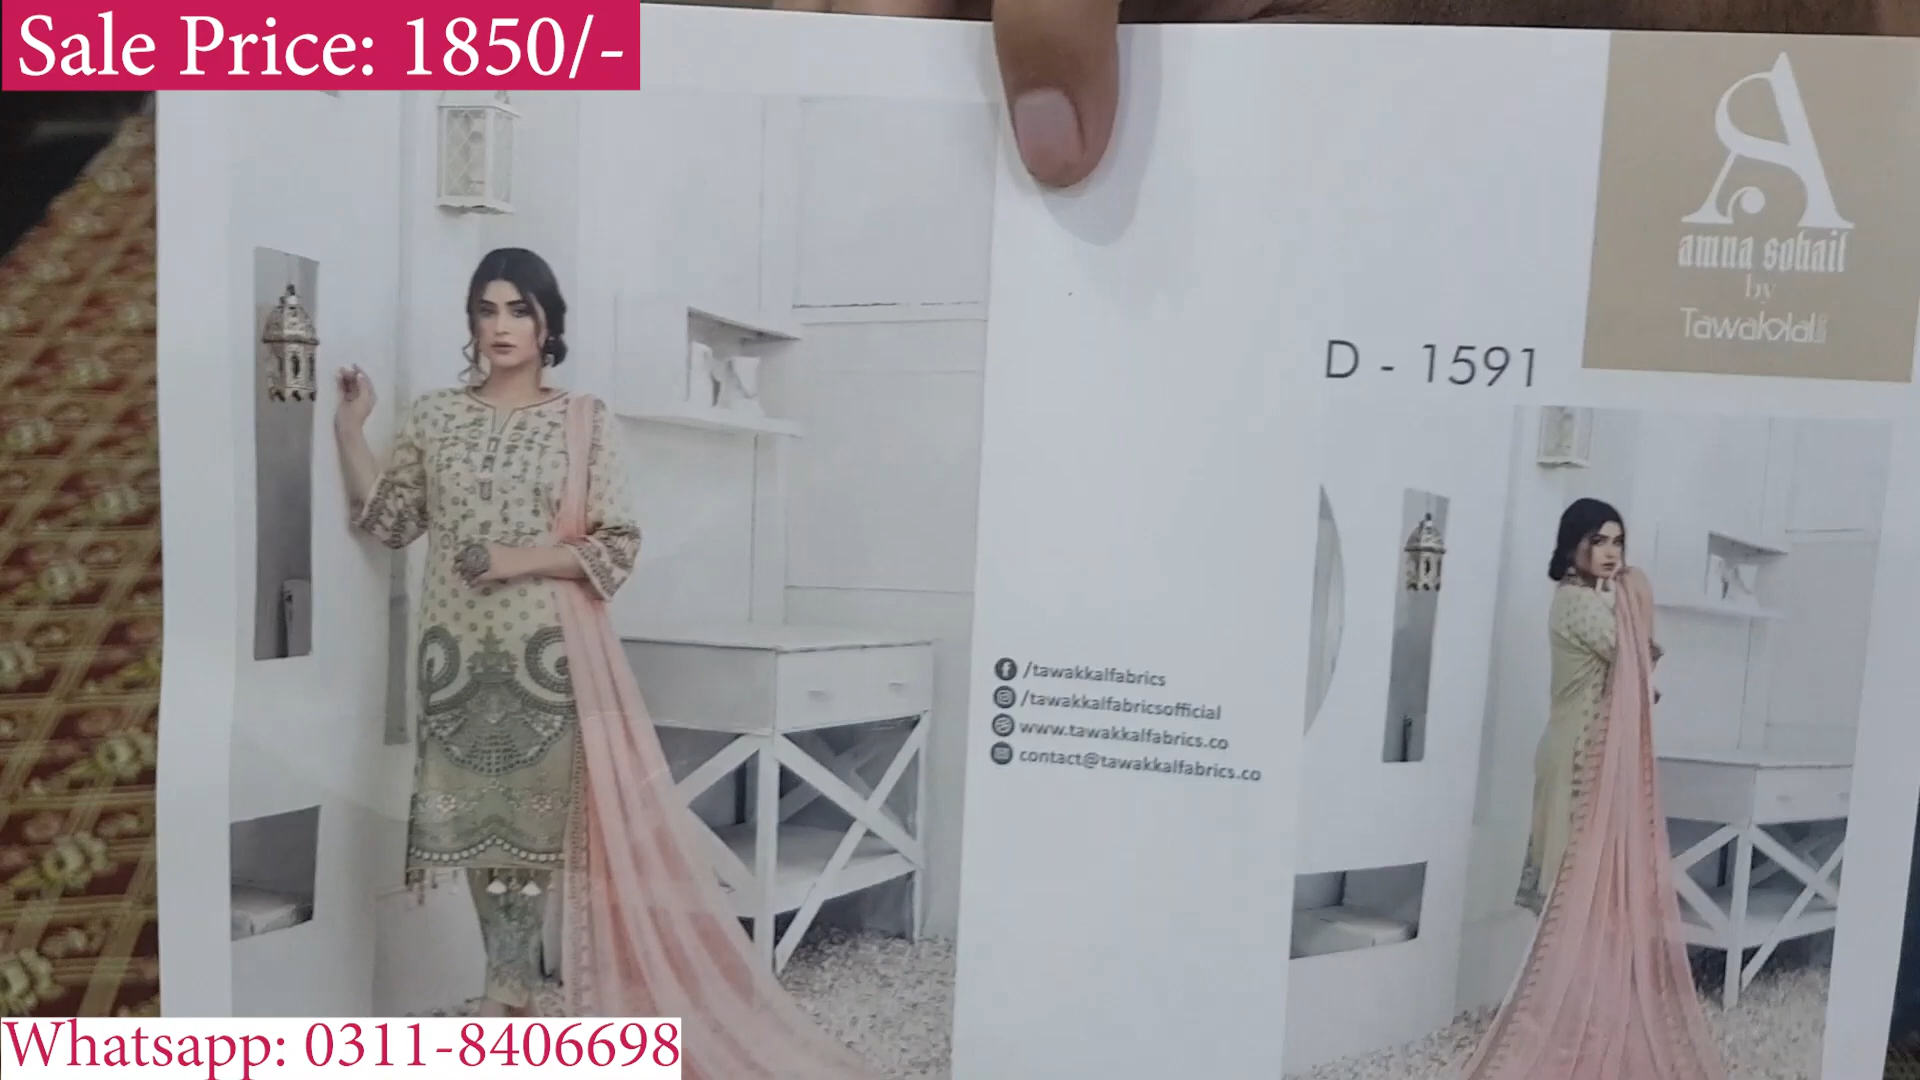 Sale Price: 1850/-
amna sohail
by
Tawakkal
D - 1591
/tawakkalfabrics
/tawakkalfabricsofficial
www.tawakkalfabrics.co
contact@tawakkalfabrics.co
Whatsapp: 0311-8406698